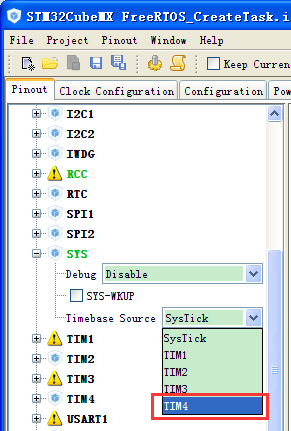 STM32CubeMX FreeRTOS_CreateTask.i
File Project Pinout Window Help
Keep Curren
Pinout Clock Configuration Configuration Pow
I2C1
I2C2
IWDG
RCC
RTC
SPI1
SPI2
SYS
Debug Disable
SYS-WKUP
Timebase Source SysTick
SysTick
TIM1
TIM1
TIM2
TIM2
TIM3
TIM3
TIM4
TIM4
USART1